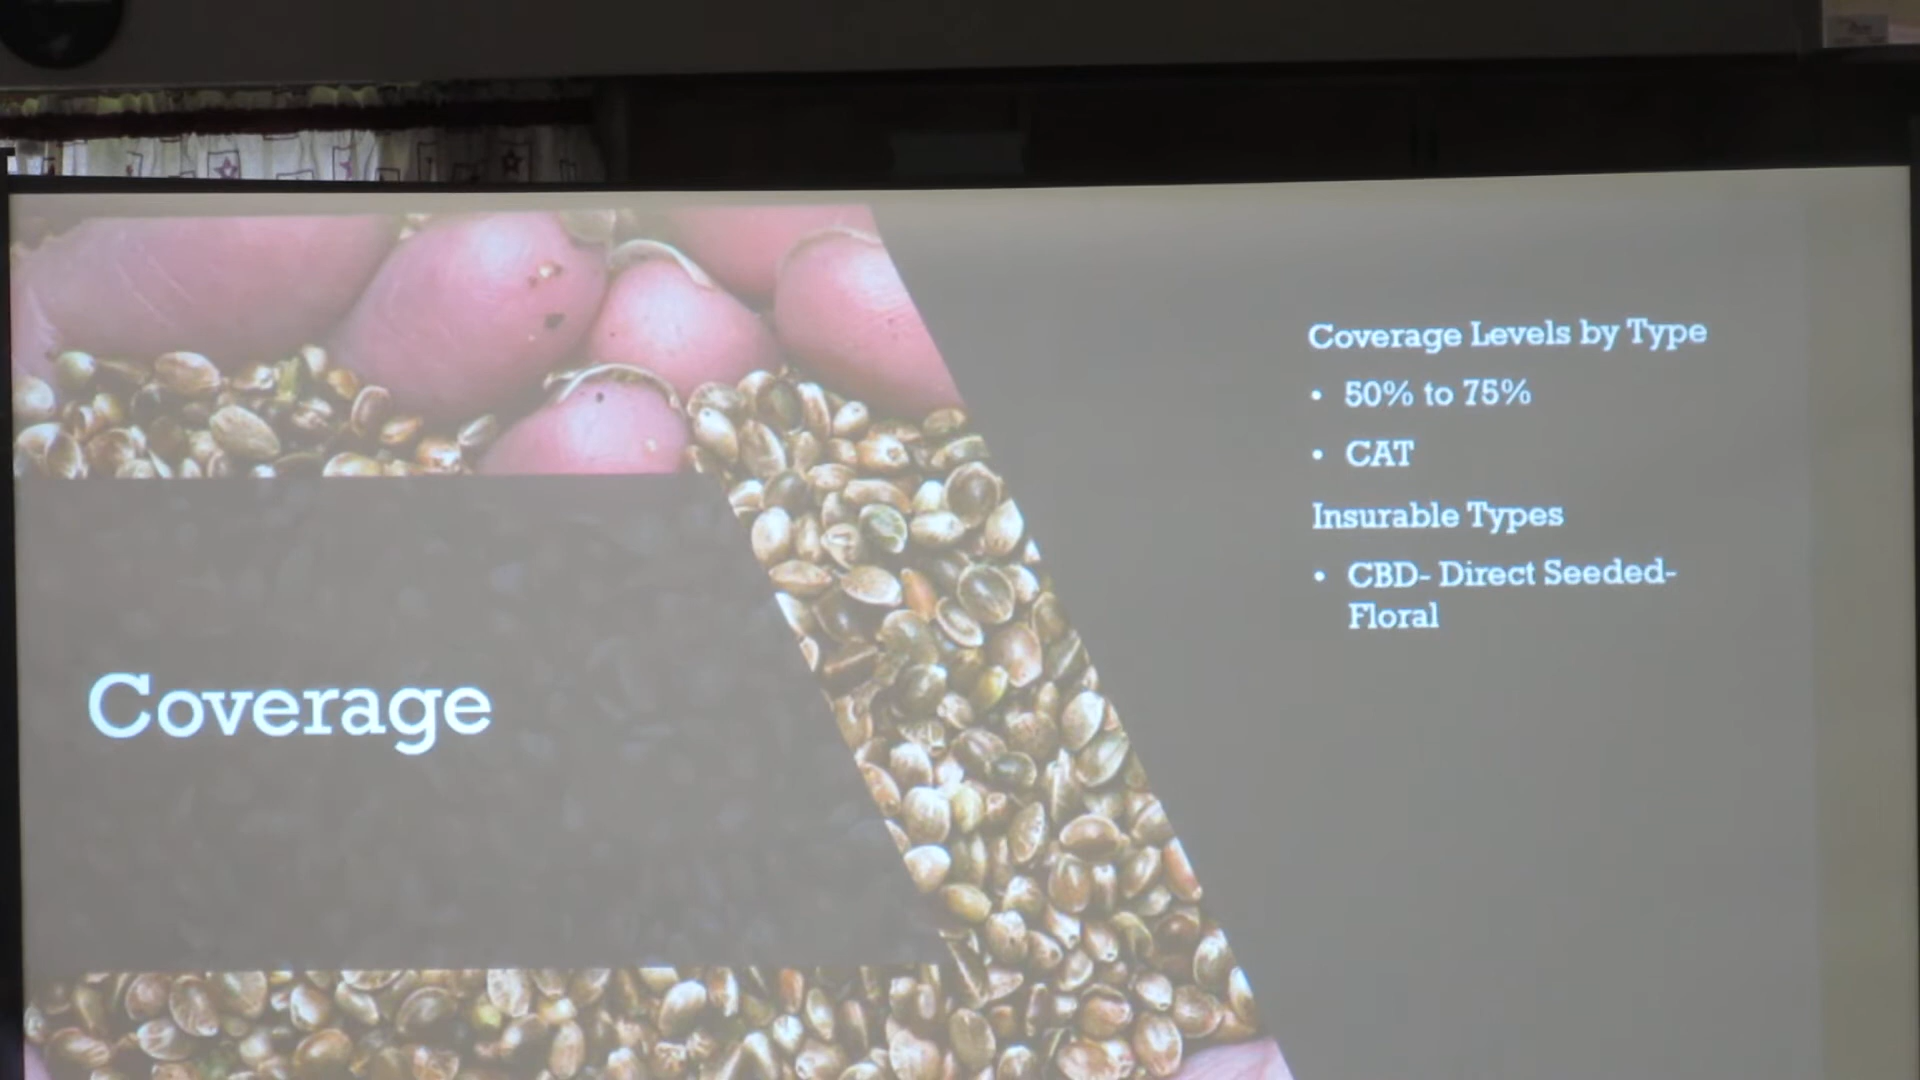 Coverage
Coverage Levels by Type
• 50% to 75%
• CAT
Insurable Types
• CBD- Direct Seeded-
Floral